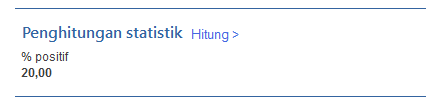 Penghitungan statistik Hitung >
% positif
20,00